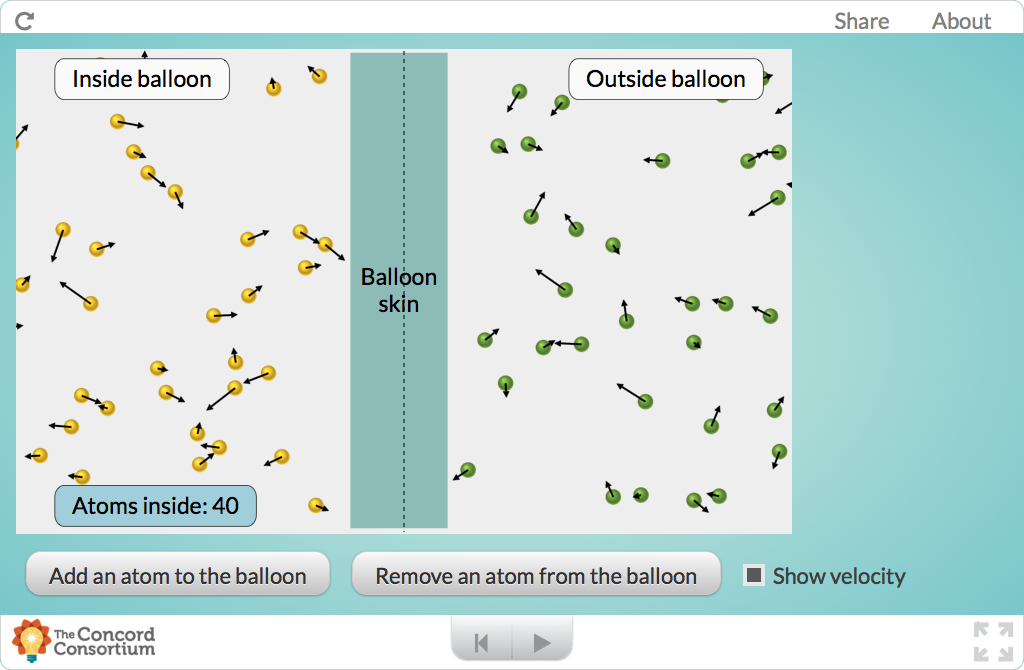 Share About
Inside balloon
Outside balloon
Balloon
skin
Atoms inside: 40
Add an atom to the balloon
Remove an atom from the balloon
Show velocity
The Concord
Consortium